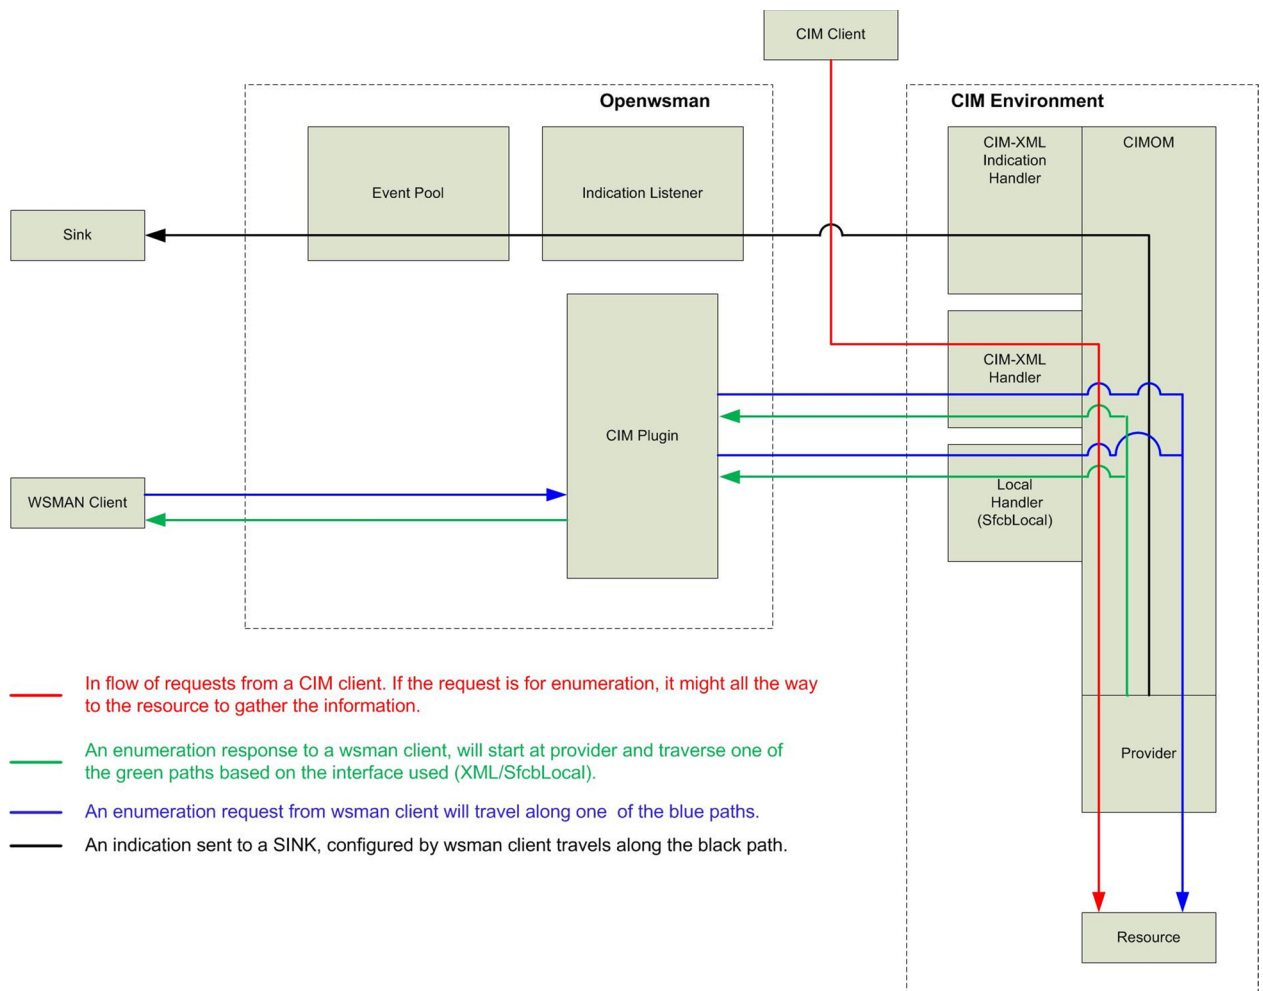 CIM Client
Openwsman
CIM Environment
Event Pool
Indication Listener
CIM-XML
Indication
Handler
CIMOM
Sink
CIM-XML
Handler
CIM Plugin
WSMAN Client
Local
Handler
(SfcbLocal)
Provider
Resource
In flow of requests from a CIM client. If the request is for enumeration, it might all the way
to the resource to gather the information.
An enumeration response to a wsman client, will start at provider and traverse one of
the green paths based on the interface used (XML/SfcbLocal).
An enumeration request from wsman client will travel along one  of the blue paths.
An indication sent to a SINK, configured by wsman client travels along the black path.